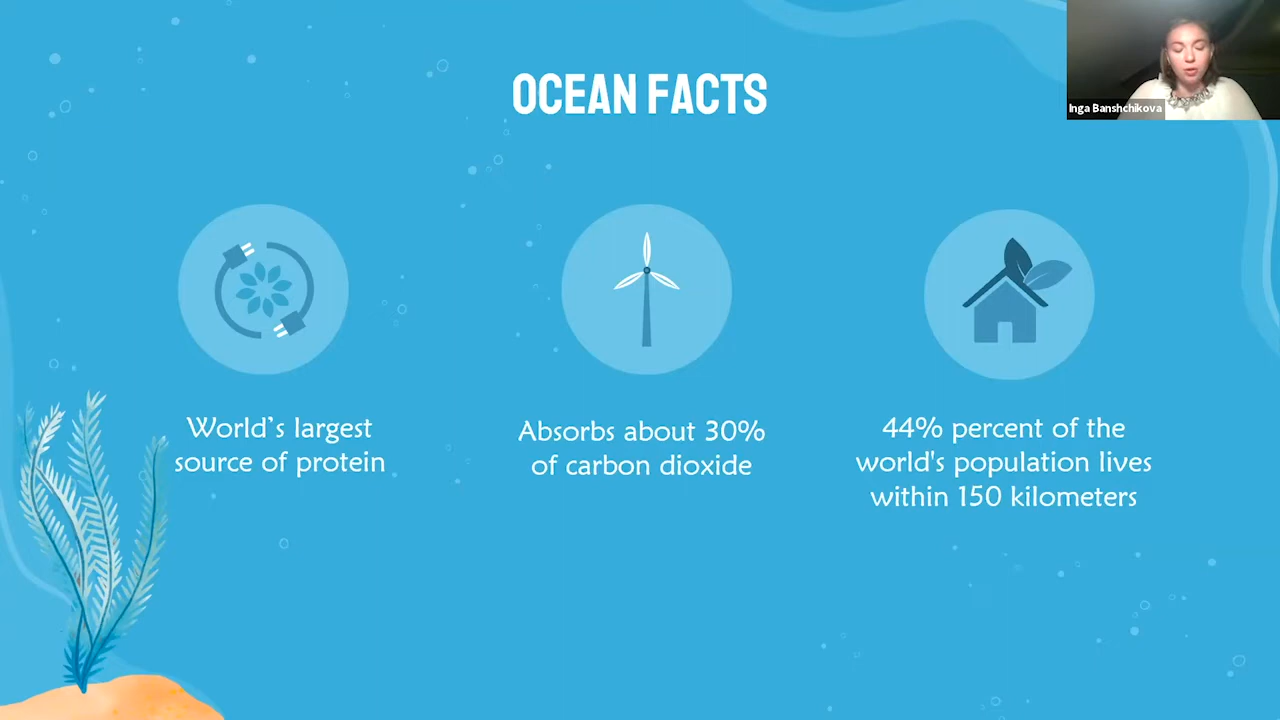 OCEAN FACTS
Inga Banshchikova
World's largest
source of protein
Absorbs about 30%
of carbon dioxide
44% percent of the
world's population lives
within 150 kilometers